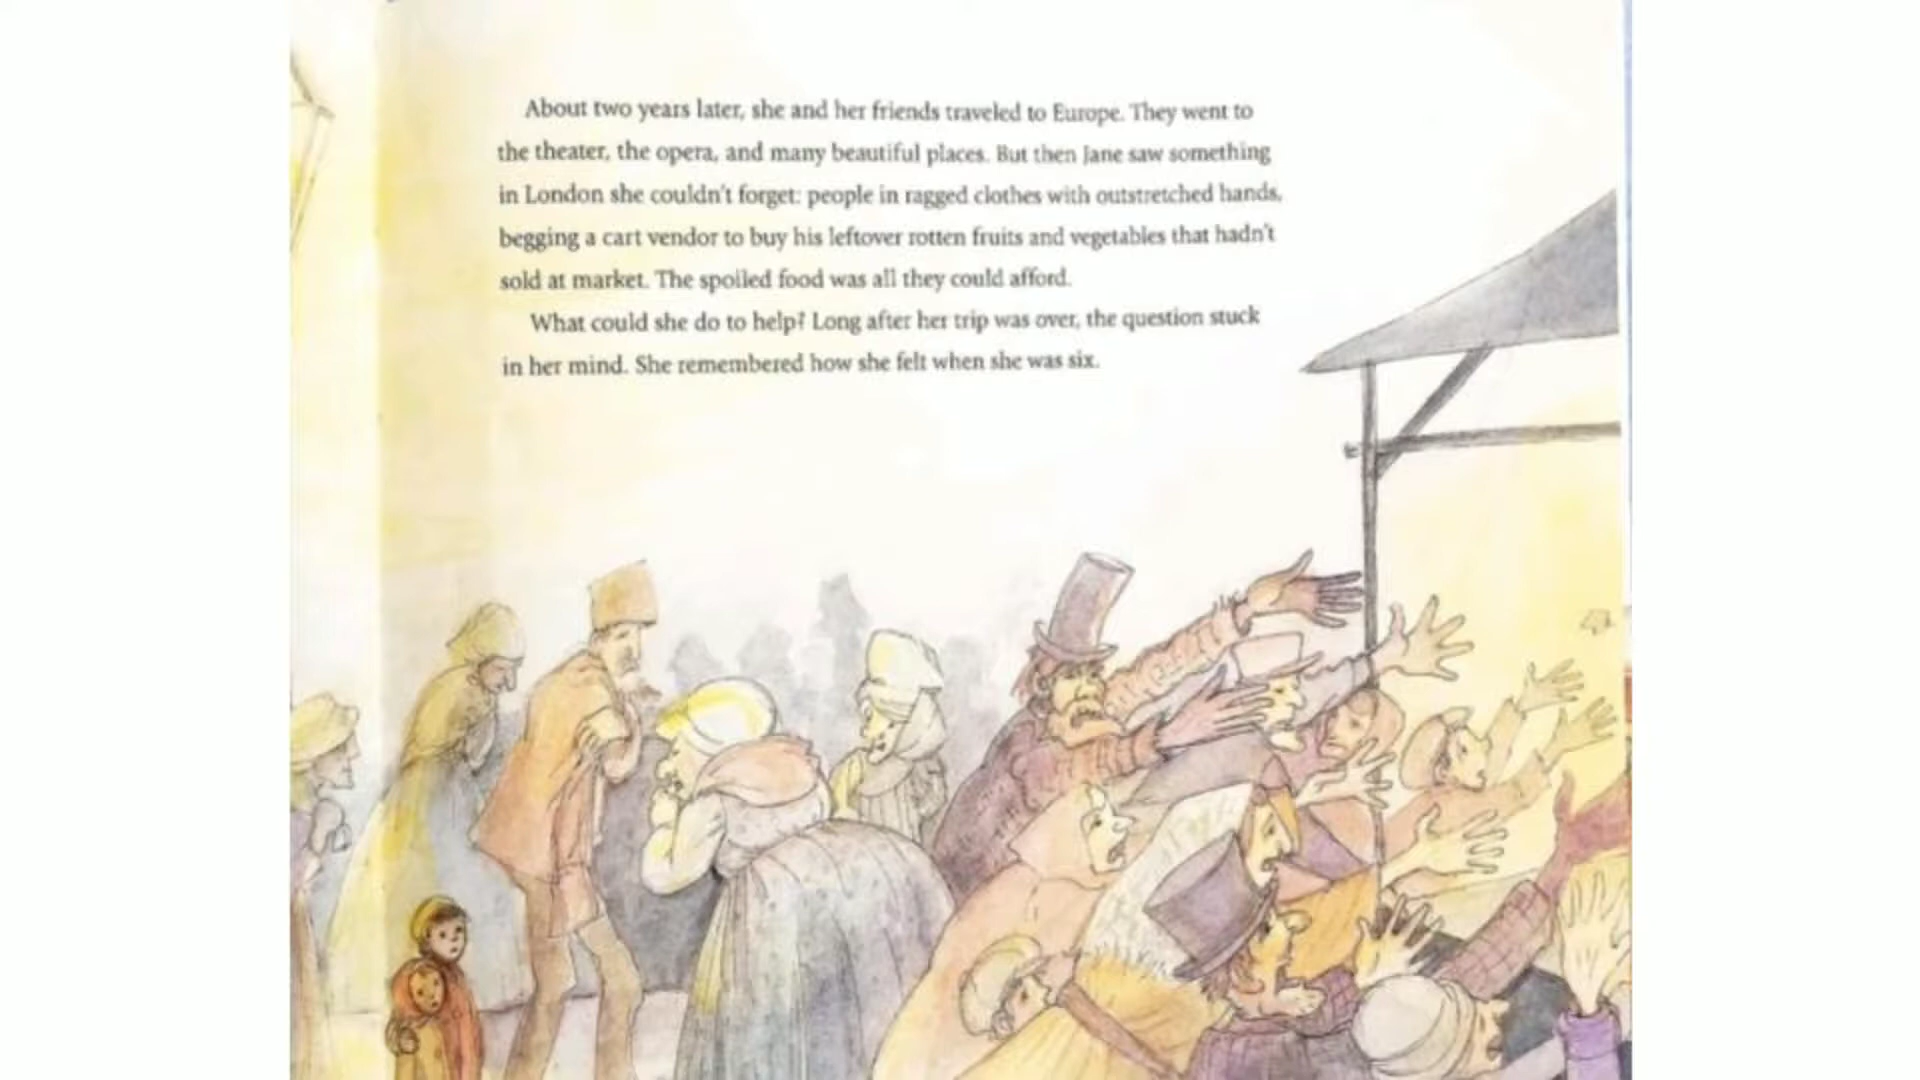 About two years later, she and her friends traveled to Europe. They went to
the theater, the opera, and many beautiful places. But then Jane saw something
in London she couldn't forget: people in ragged clothes with outstretched hands,
begging a cart vendor to buy his leftover rotten fruits and vegetables that hadn't
sold at market. The spoiled food was all they could afford.
What could she do to help? Long after her trip was over, the question stuck
in her mind. She remembered how she felt when she was six.